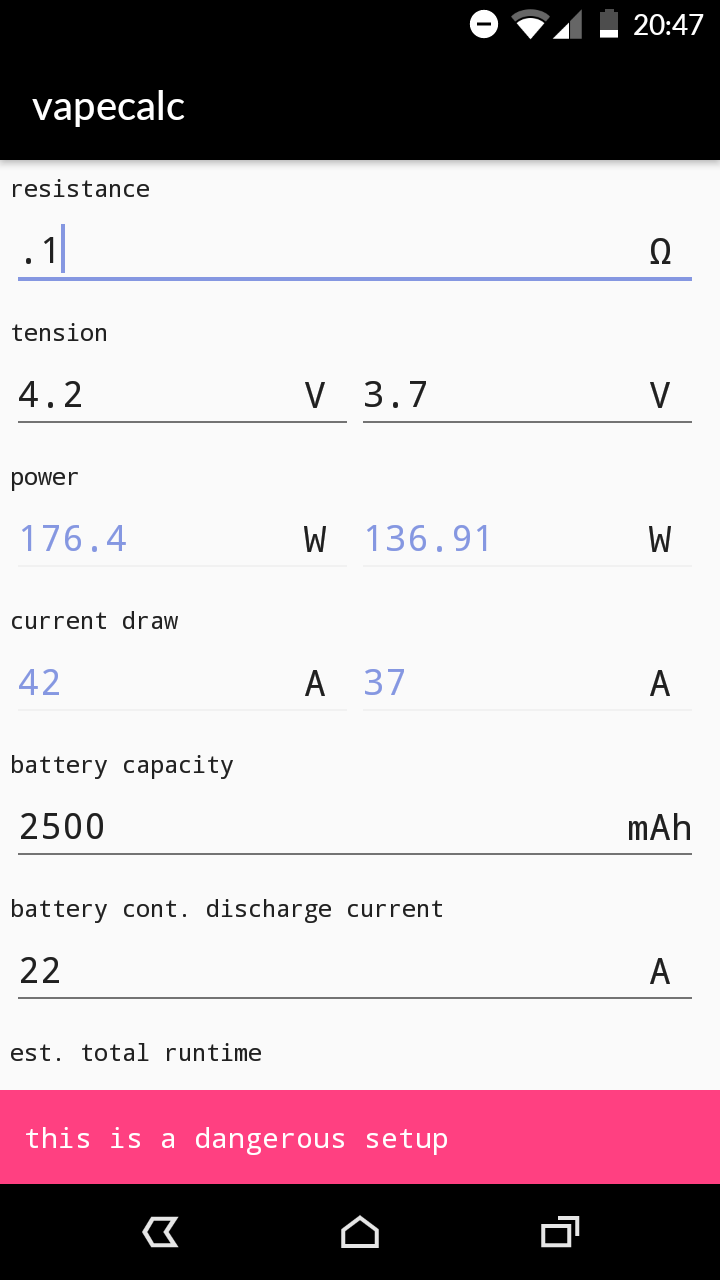 20:47
vapecalc
resistance
.1 Ω
tension
4.2 V 3.7 V
power
176.4 W 136.91 W
current draw
42 A 37 A
battery capacity
2500 mAh
battery cont. discharge current
22 A
est. total runtime
this is a dangerous setup